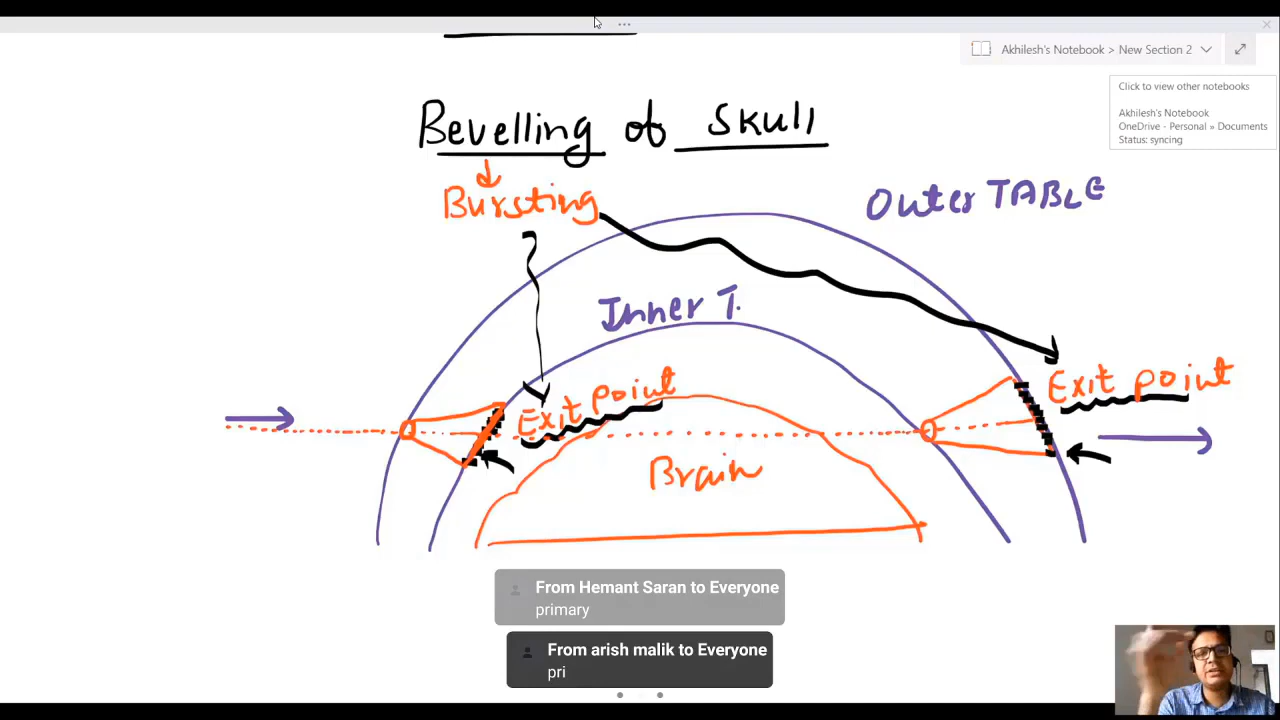 ...
Akhilesh's Notebook > New Section 2
Click to view other notebooks
Akhilesh's Notebook
OneDrive - Personal » Documents
Status: syncing
Bevelling of Skull
Bursting
Outer TABLE
Inner T.
Exit point
Exit point
Brain
From Hemant Saran to Everyone
primary
From arish malik to Everyone
pri